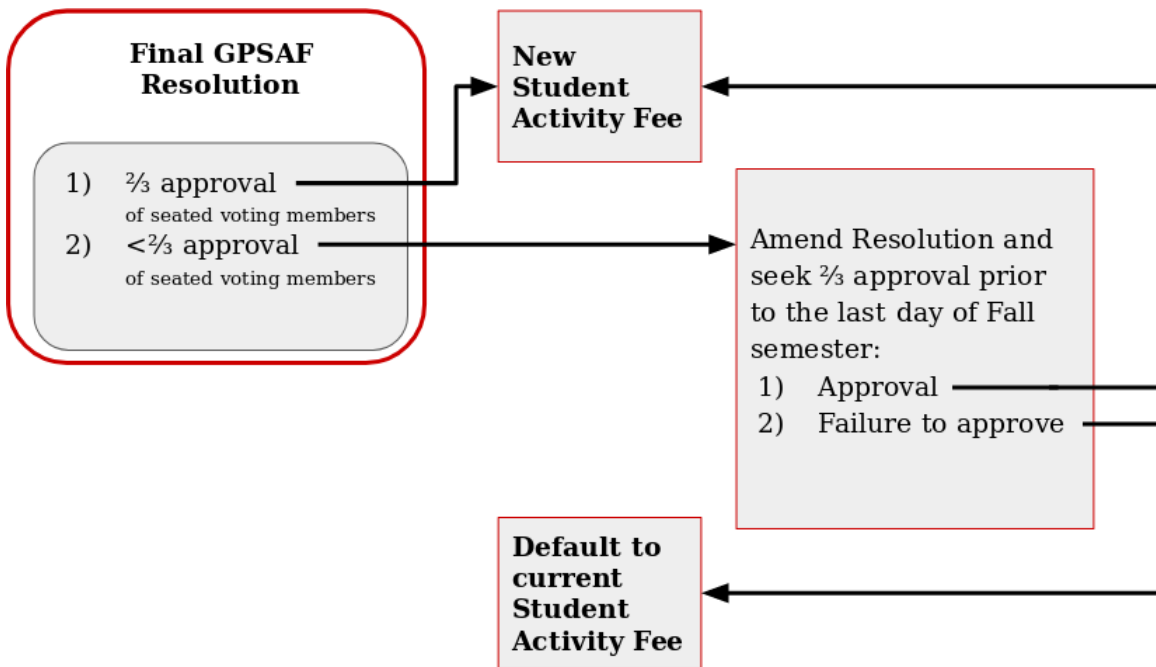 Final GPSAF
Resolution
1) ⅔ approval
of seated voting members
2) <⅔ approval
of seated voting members
New
Student
Activity Fee
Amend Resolution and
seek ⅔ approval prior
to the last day of Fall
semester:
1) Approval
2) Failure to approve
Default to
current
Student
Activity Fee